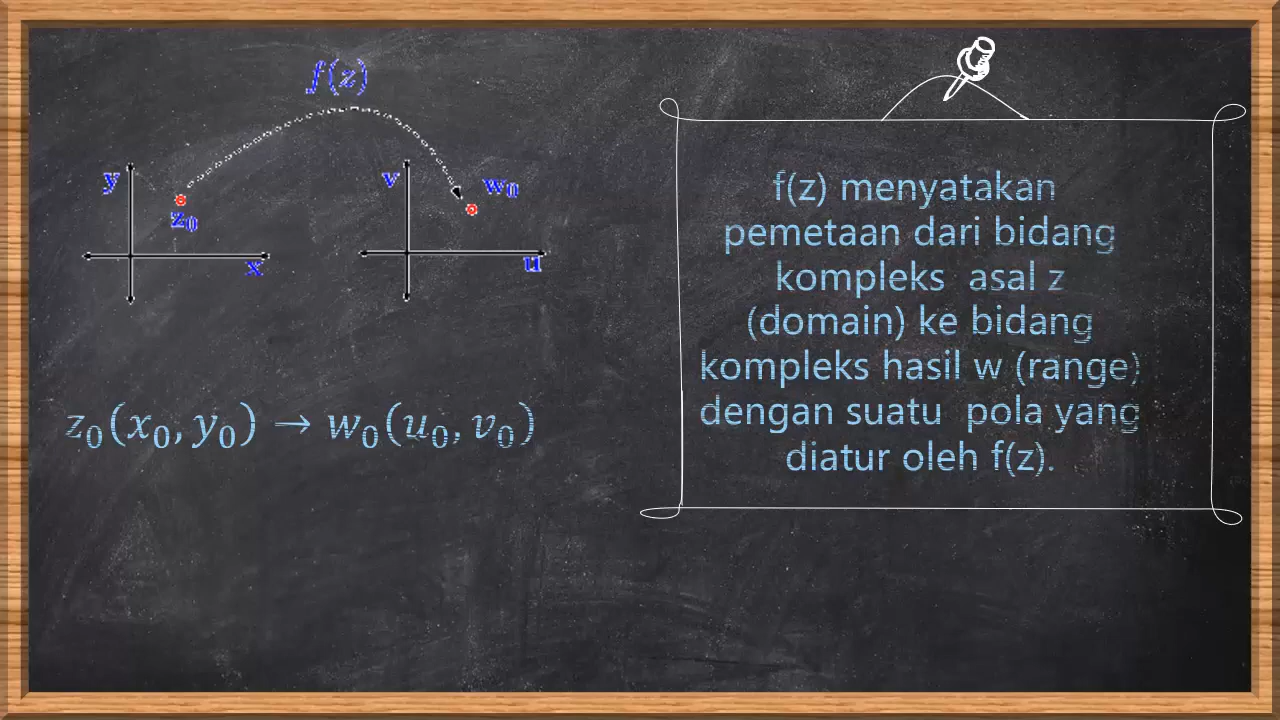 f(z)
y
z₀
x
v
w₀
u
z₀(x₀, y₀) → w₀(u₀, v₀)
f(z) menyatakan
pemetaan dari bidang
kompleks asal z
(domain) ke bidang
kompleks hasil w (range)
dengan suatu pola yang
diatur oleh f(z).